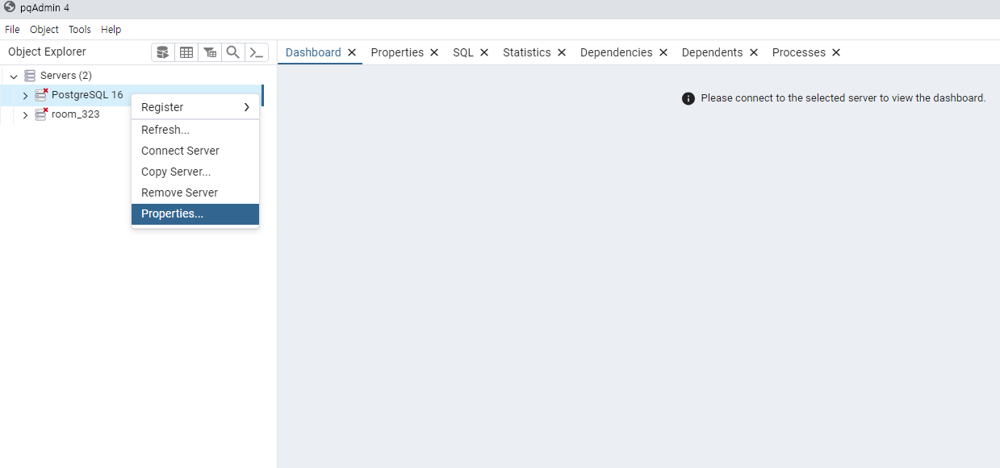 pgAdmin 4
File Object Tools Help
Object Explorer
Dashboard Properties SQL Statistics Dependencies Dependents Processes
Servers (2)
PostgreSQL 16
room_323
Register
Refresh...
Connect Server
Copy Server...
Remove Server
Properties...
Please connect to the selected server to view the dashboard.